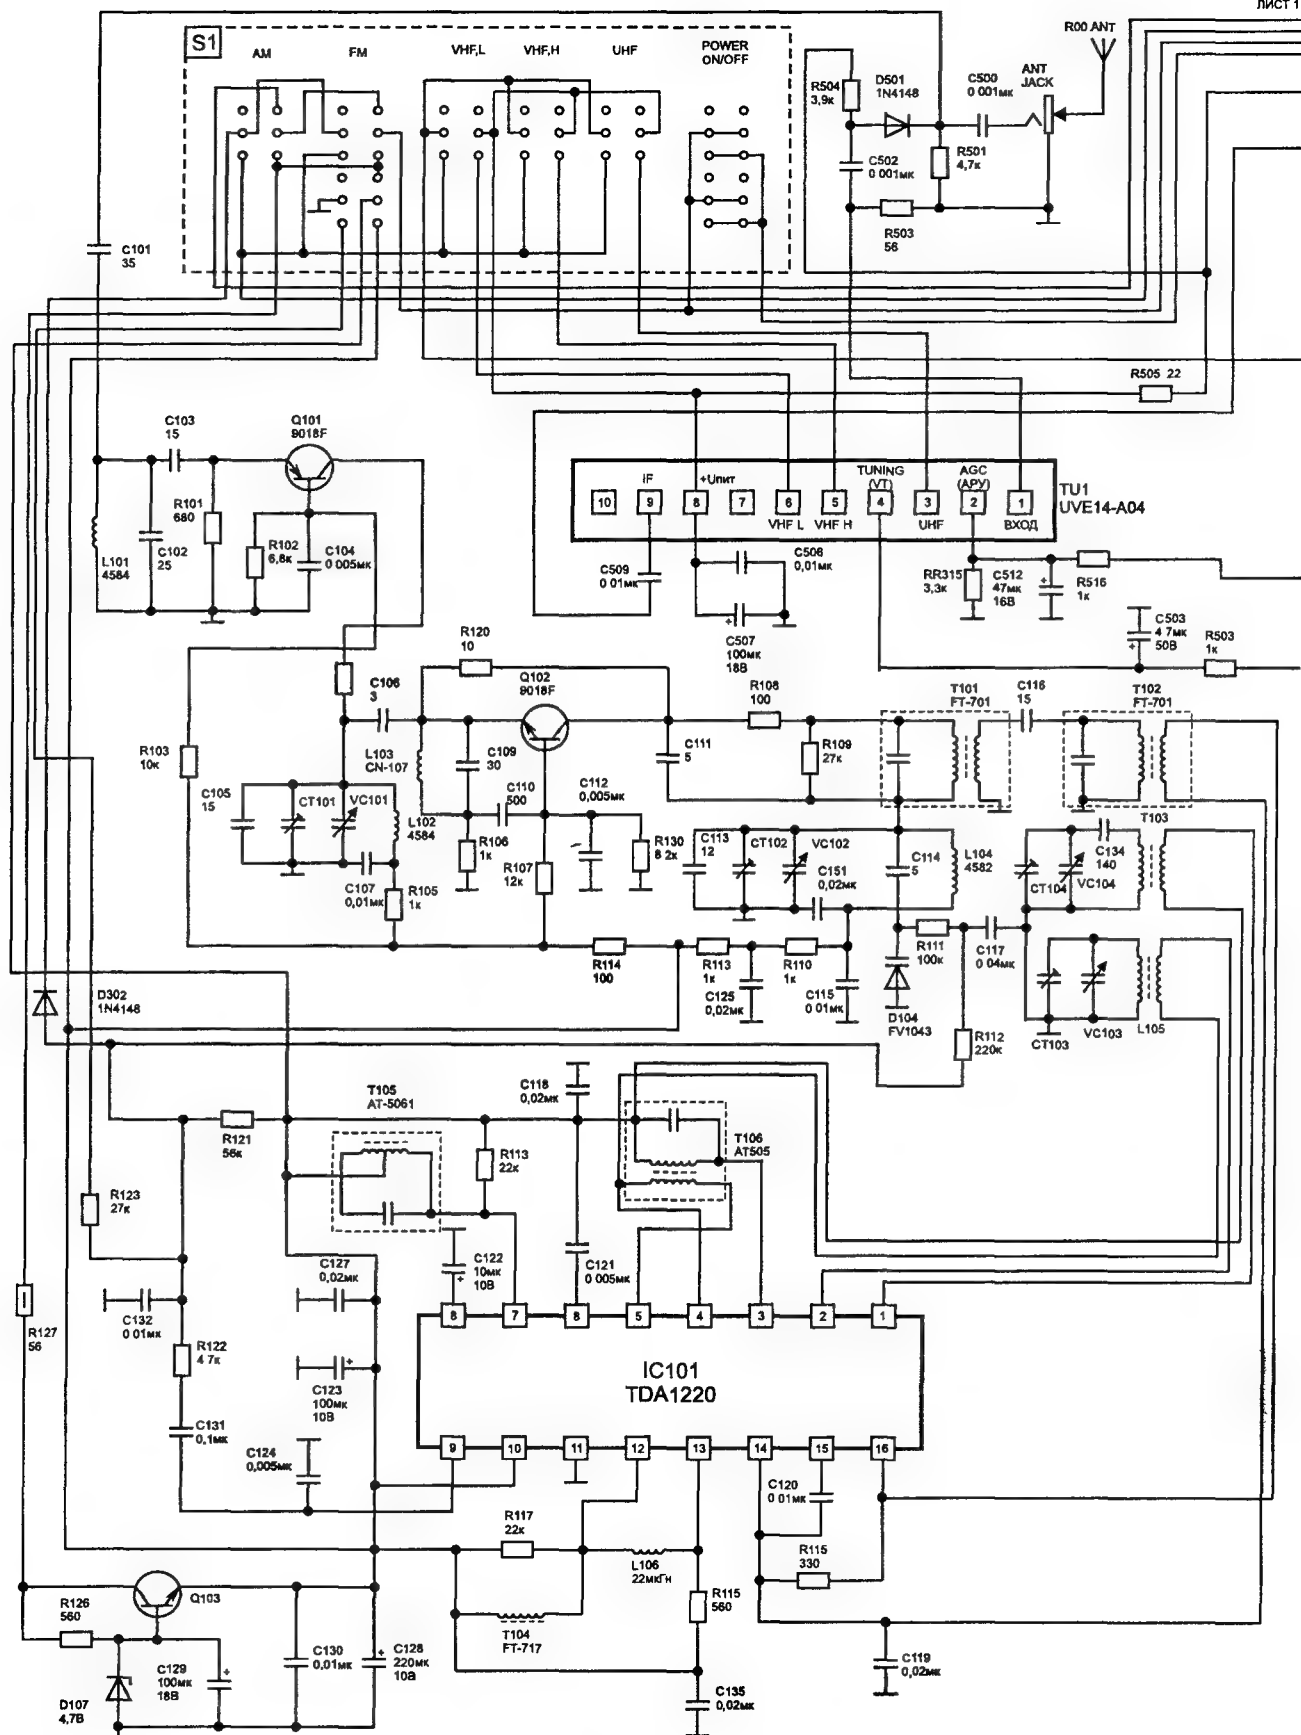 ЛИСТ 1
S1
AM
FM
VHF,L
VHF,H
UHF
POWER
ON/OFF
R504
3,9к
D501
1N4148
C500
0 001мк
ANT
JACK
R00 ANT
C502
0 001мк
R501
4,7к
R503
56
C101
35
R505 22
C103
15
Q101
9018F
R101
680
L101
4584
C102
25
R102
6,8к
C104
0 005мк
IF
+Uпит
TUNING
(VT)
AGC
(АРУ)
10
9
8
7
6
5
4
3
2
1
VHF L
VHF H
UHF
ВХОД
TU1
UVE14-A04
C509
0 01мк
C508
0,01мк
C507
100мк
18В
RR315
3,3к
C512
47мк
16В
R516
1к
C503
4 7мк
50В
R503
1к
R120
10
Q102
9018F
C106
3
R103
10к
L103
CN-107
C109
30
C110
500
C112
0,005мк
C111
5
R108
100
R109
27к
T101
FT-701
C116
15
T102
FT-701
C105
15
CT101
VC101
L102
4584
C107
0,01мк
R105
1к
R106
1к
R107
12к
R130
8 2к
C113
12
CT102
VC102
C151
0,02мк
C114
5
L104
4582
T103
C134
140
CT104
VC104
R114
100
R113
1к
R110
1к
C125
0,02мк
C115
0 01мк
R111
100к
C117
0 04мк
D104
FV1043
R112
220к
CT103
VC103
L105
D302
1N4148
T105
AT-5061
C118
0,02мк
T106
AT505
R121
56к
R113
22к
R123
27к
C127
0,02мк
C122
10мк
10В
C121
0 005мк
C132
0 01мк
R127
56
R122
4 7к
C123
100мк
10В
C131
0,1мк
C124
0,005мк
8
7
8
5
4
3
2
1
IC101
TDA1220
9
10
11
12
13
14
15
16
C120
0 01мк
R117
22к
L106
22мкГн
R115
330
R115
560
T104
FT-717
Q103
R126
560
C129
100мк
18В
D107
4,7В
C130
0,01мк
C128
220мк
10В
C135
0,02мк
C119
0,02мк